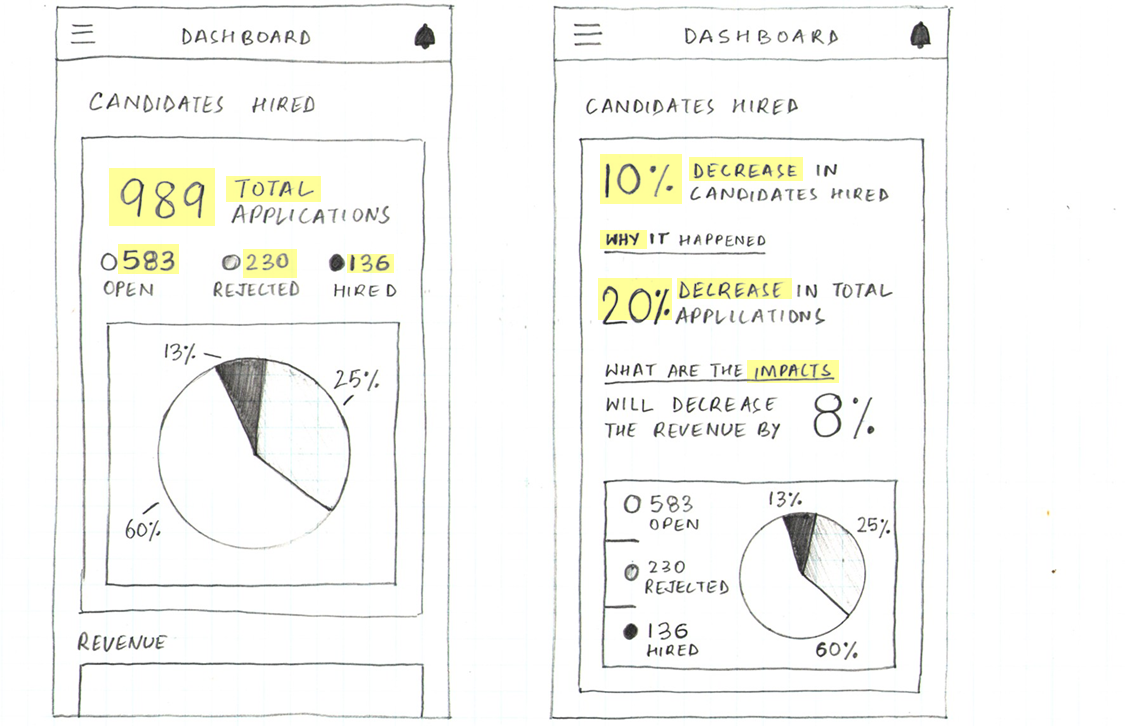 DASHBOARD
CANDIDATES HIRED
989 TOTAL
APPLICATIONS
583 230 136
OPEN REJECTED HIRED
13%
25%
60%
REVENUE
DASHBOARD
CANDIDATES HIRED
10% DECREASE IN
CANDIDATES HIRED
WHY IT HAPPENED
20% DECREASE IN TOTAL
APPLICATIONS
WHAT ARE THE IMPACTS
WILL DECREASE
THE REVENUE BY 8%
583
OPEN
230
REJECTED
136
HIRED
13%
25%
60%